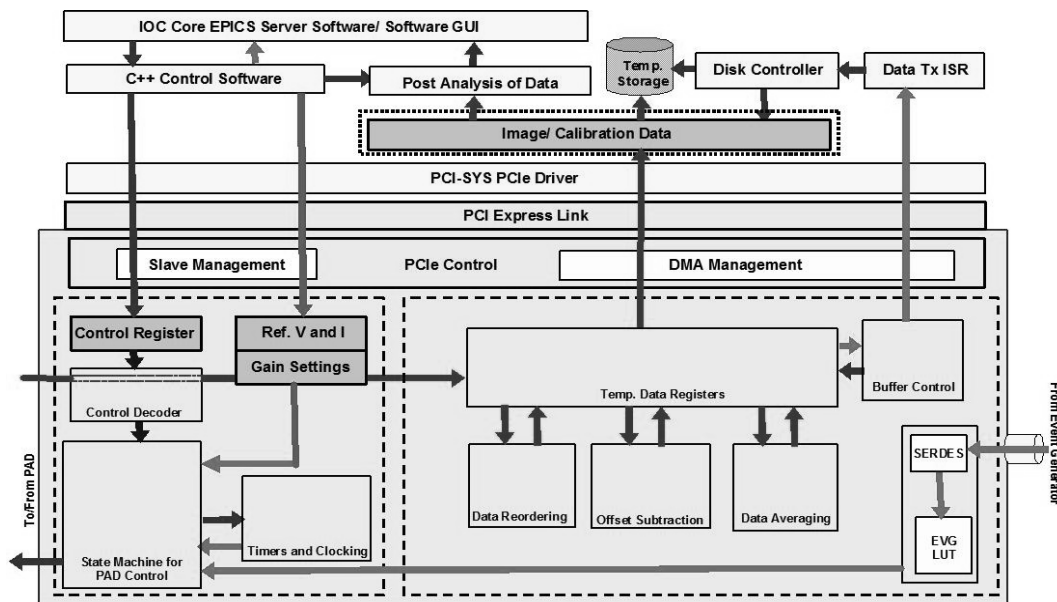 IOC Core EPICS Server Software/ Software GUI
C++ Control Software
Post Analysis of Data
Temp.
Storage
Disk Controller
Data Tx ISR
Image/ Calibration Data
PCI-SYS PCIe Driver
PCI Express Link
Slave Management
PCIe Control
DMA Management
Control Register
Ref. V and I
Gain Settings
Control Decoder
Temp. Data Registers
Buffer Control
From Event Generator
To/From PAD
SERDES
EVG
LUT
Data Reordering
Offset Subtraction
Data Averaging
Timers and Clocking
State Machine for
PAD Control